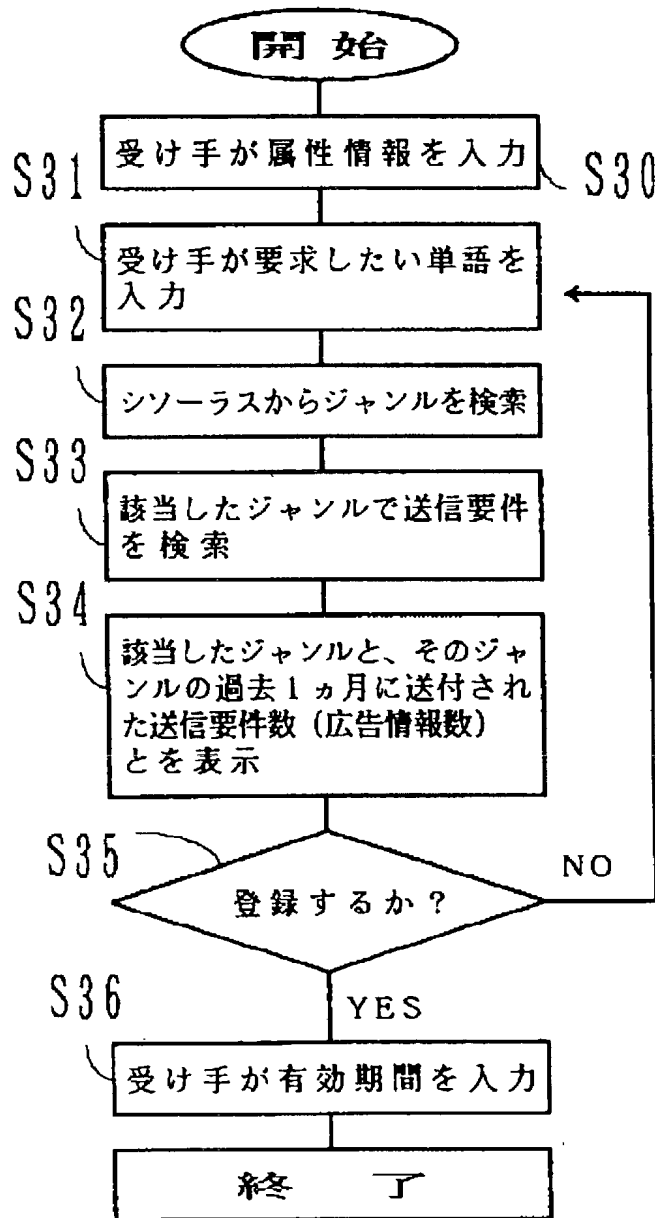 開始
受け手が属性情報を入力
S30
S31
受け手が要求したい単語を
入力
S32
シソーラスからジャンルを検索
S33
該当したジャンルで送信要件
を検索
S34
該当したジャンルと、そのジャ
ンルの過去1ヵ月に送付され
た送信要件数（広告情報数）
とを表示
S35
登録するか？
NO
YES
S36
受け手が有効期間を入力
終了